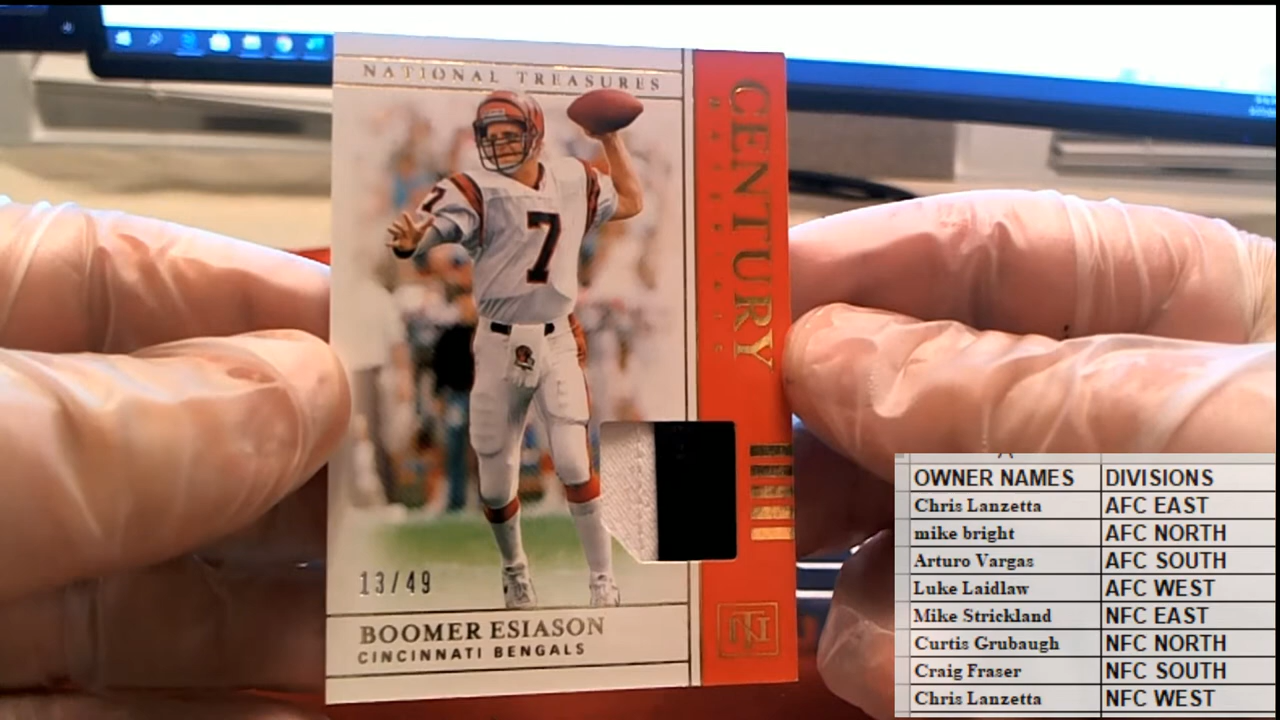 NATIONAL TREASURES
CENTURY
MATERIALS
7
7
13/49
BOOMER ESIASON
CINCINNATI BENGALS
NT
A
OWNER NAMES DIVISIONS
Chris Lanzetta AFC EAST
mike bright AFC NORTH
Arturo Vargas AFC SOUTH
Luke Laidlaw AFC WEST
Mike Strickland NFC EAST
Curtis Grubaugh NFC NORTH
Craig Fraser NFC SOUTH
Chris Lanzetta NFC WEST